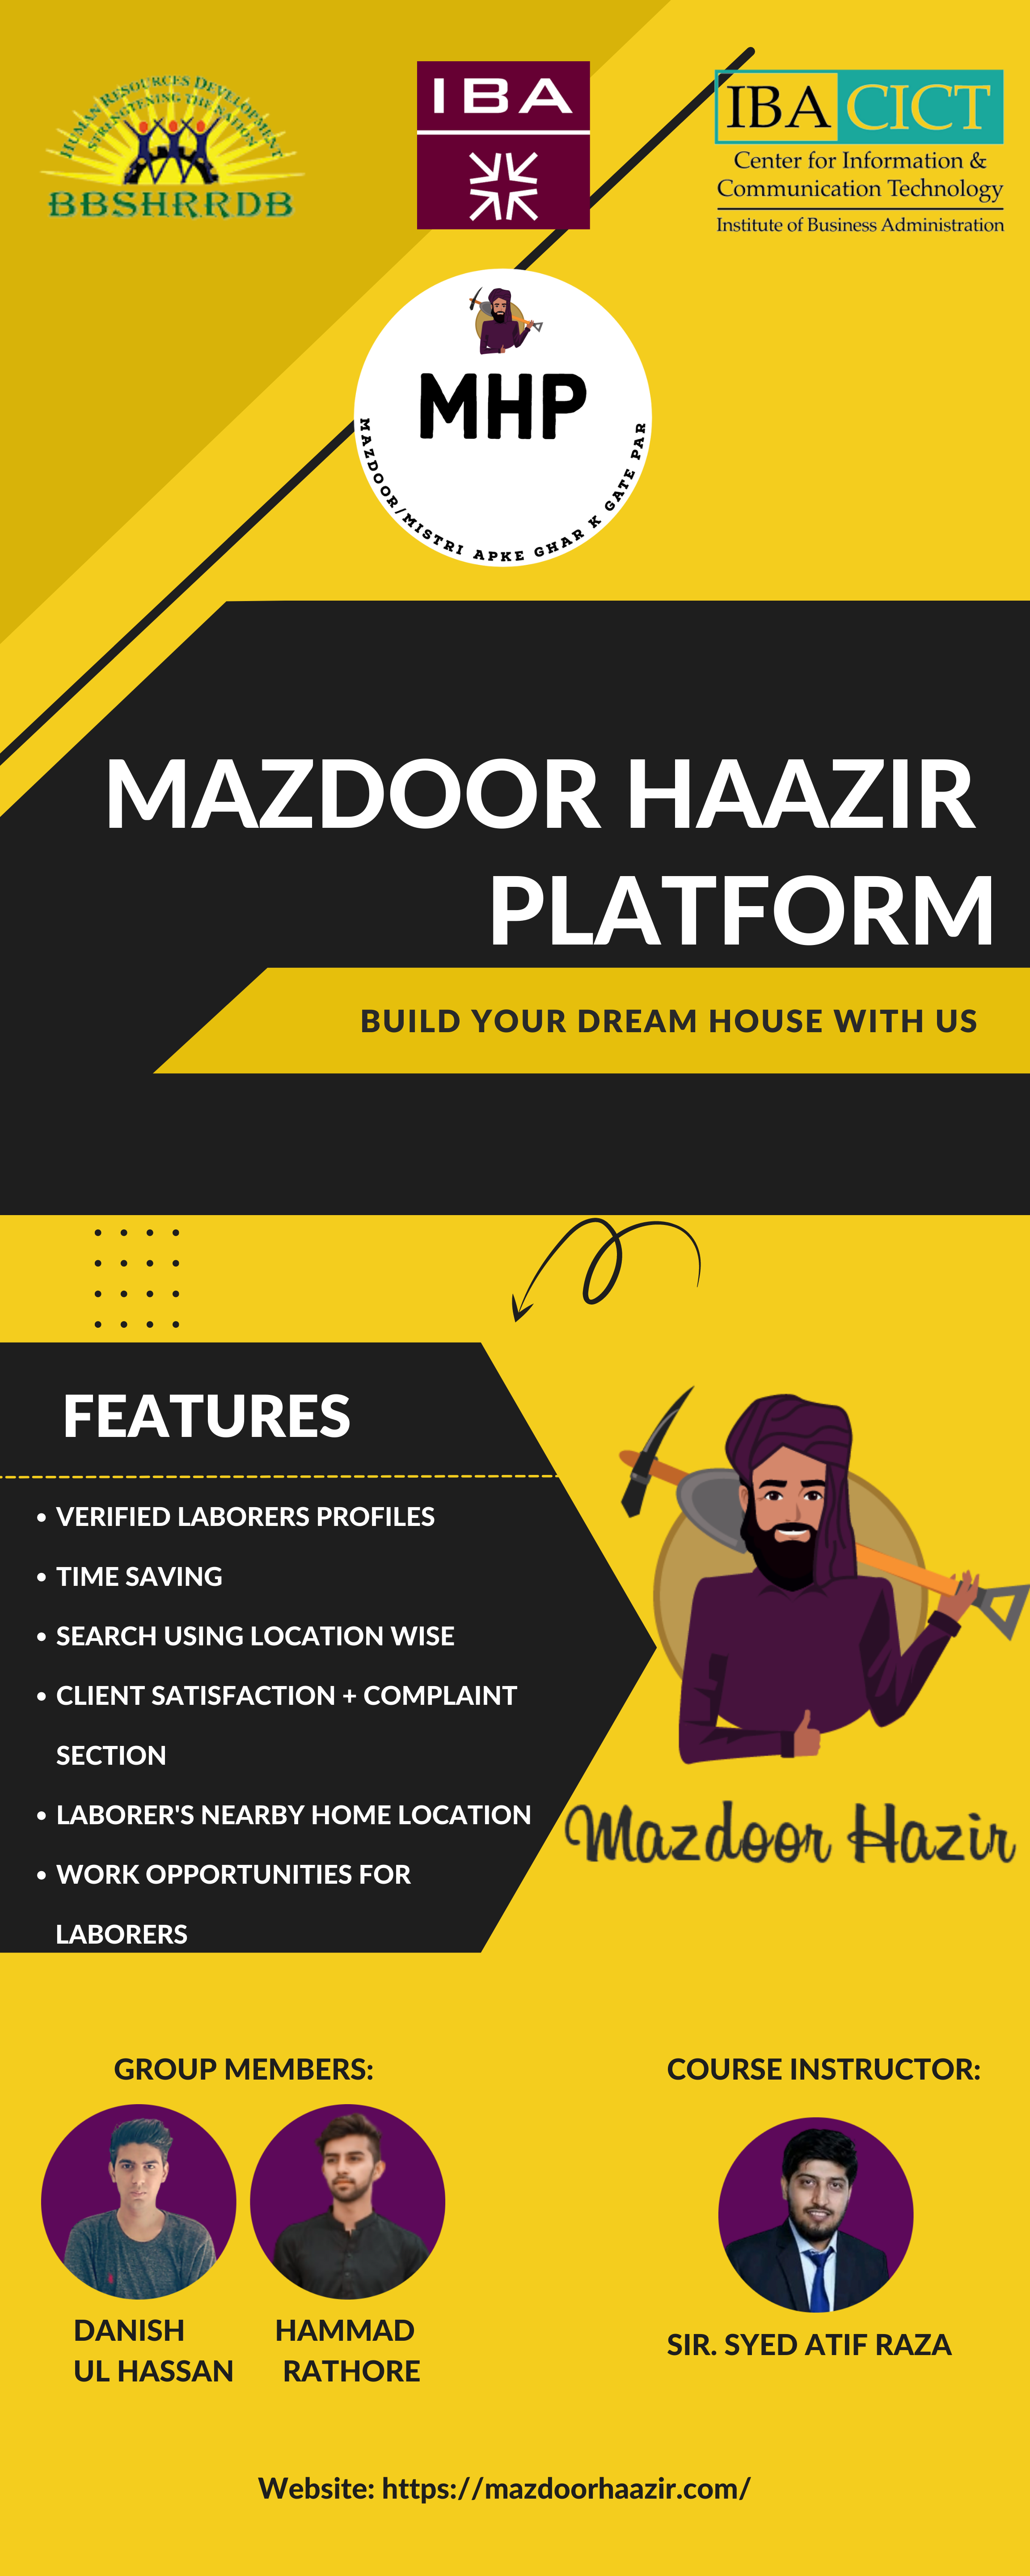 HUMAN RESOURCES DEVELOPMENT
STRENGTENING THE NATION
BBSHRRDB
IBA
IBA CICT
Center for Information &
Communication Technology
Institute of Business Administration
MHP
MAZDOOR/MISTRI APKE GHAR K GATE PAR
MAZDOOR HAAZIR
PLATFORM
BUILD YOUR DREAM HOUSE WITH US
FEATURES
• VERIFIED LABORERS PROFILES
• TIME SAVING
• SEARCH USING LOCATION WISE
• CLIENT SATISFACTION + COMPLAINT
SECTION
• LABORER'S NEARBY HOME LOCATION
• WORK OPPORTUNITIES FOR
LABORERS
Mazdoor Hazir
GROUP MEMBERS:
COURSE INSTRUCTOR:
DANISH
UL HASSAN
HAMMAD
RATHORE
SIR. SYED ATIF RAZA
Website: https://mazdoorhaazir.com/